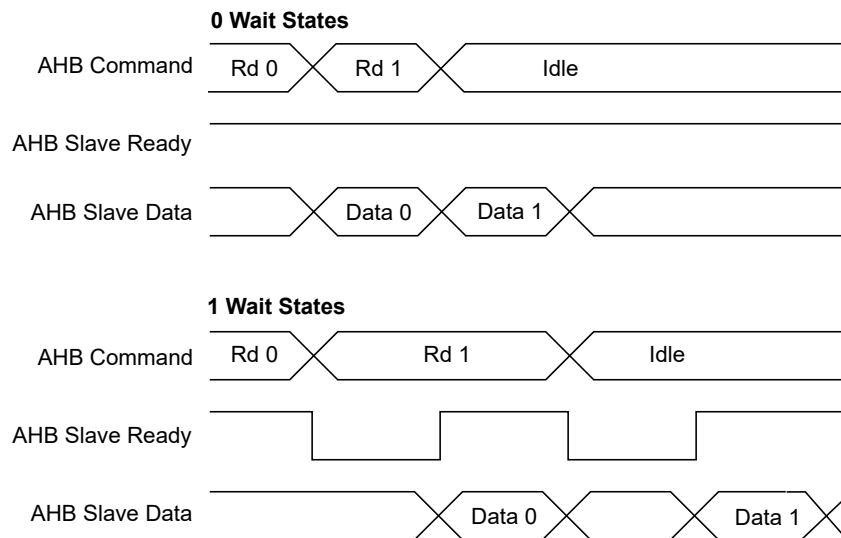 0 Wait States
AHB Command Rd 0 Rd 1 Idle
AHB Slave Ready
AHB Slave Data Data 0 Data 1
1 Wait States
AHB Command Rd 0 Rd 1 Idle
AHB Slave Ready
AHB Slave Data Data 0 Data 1